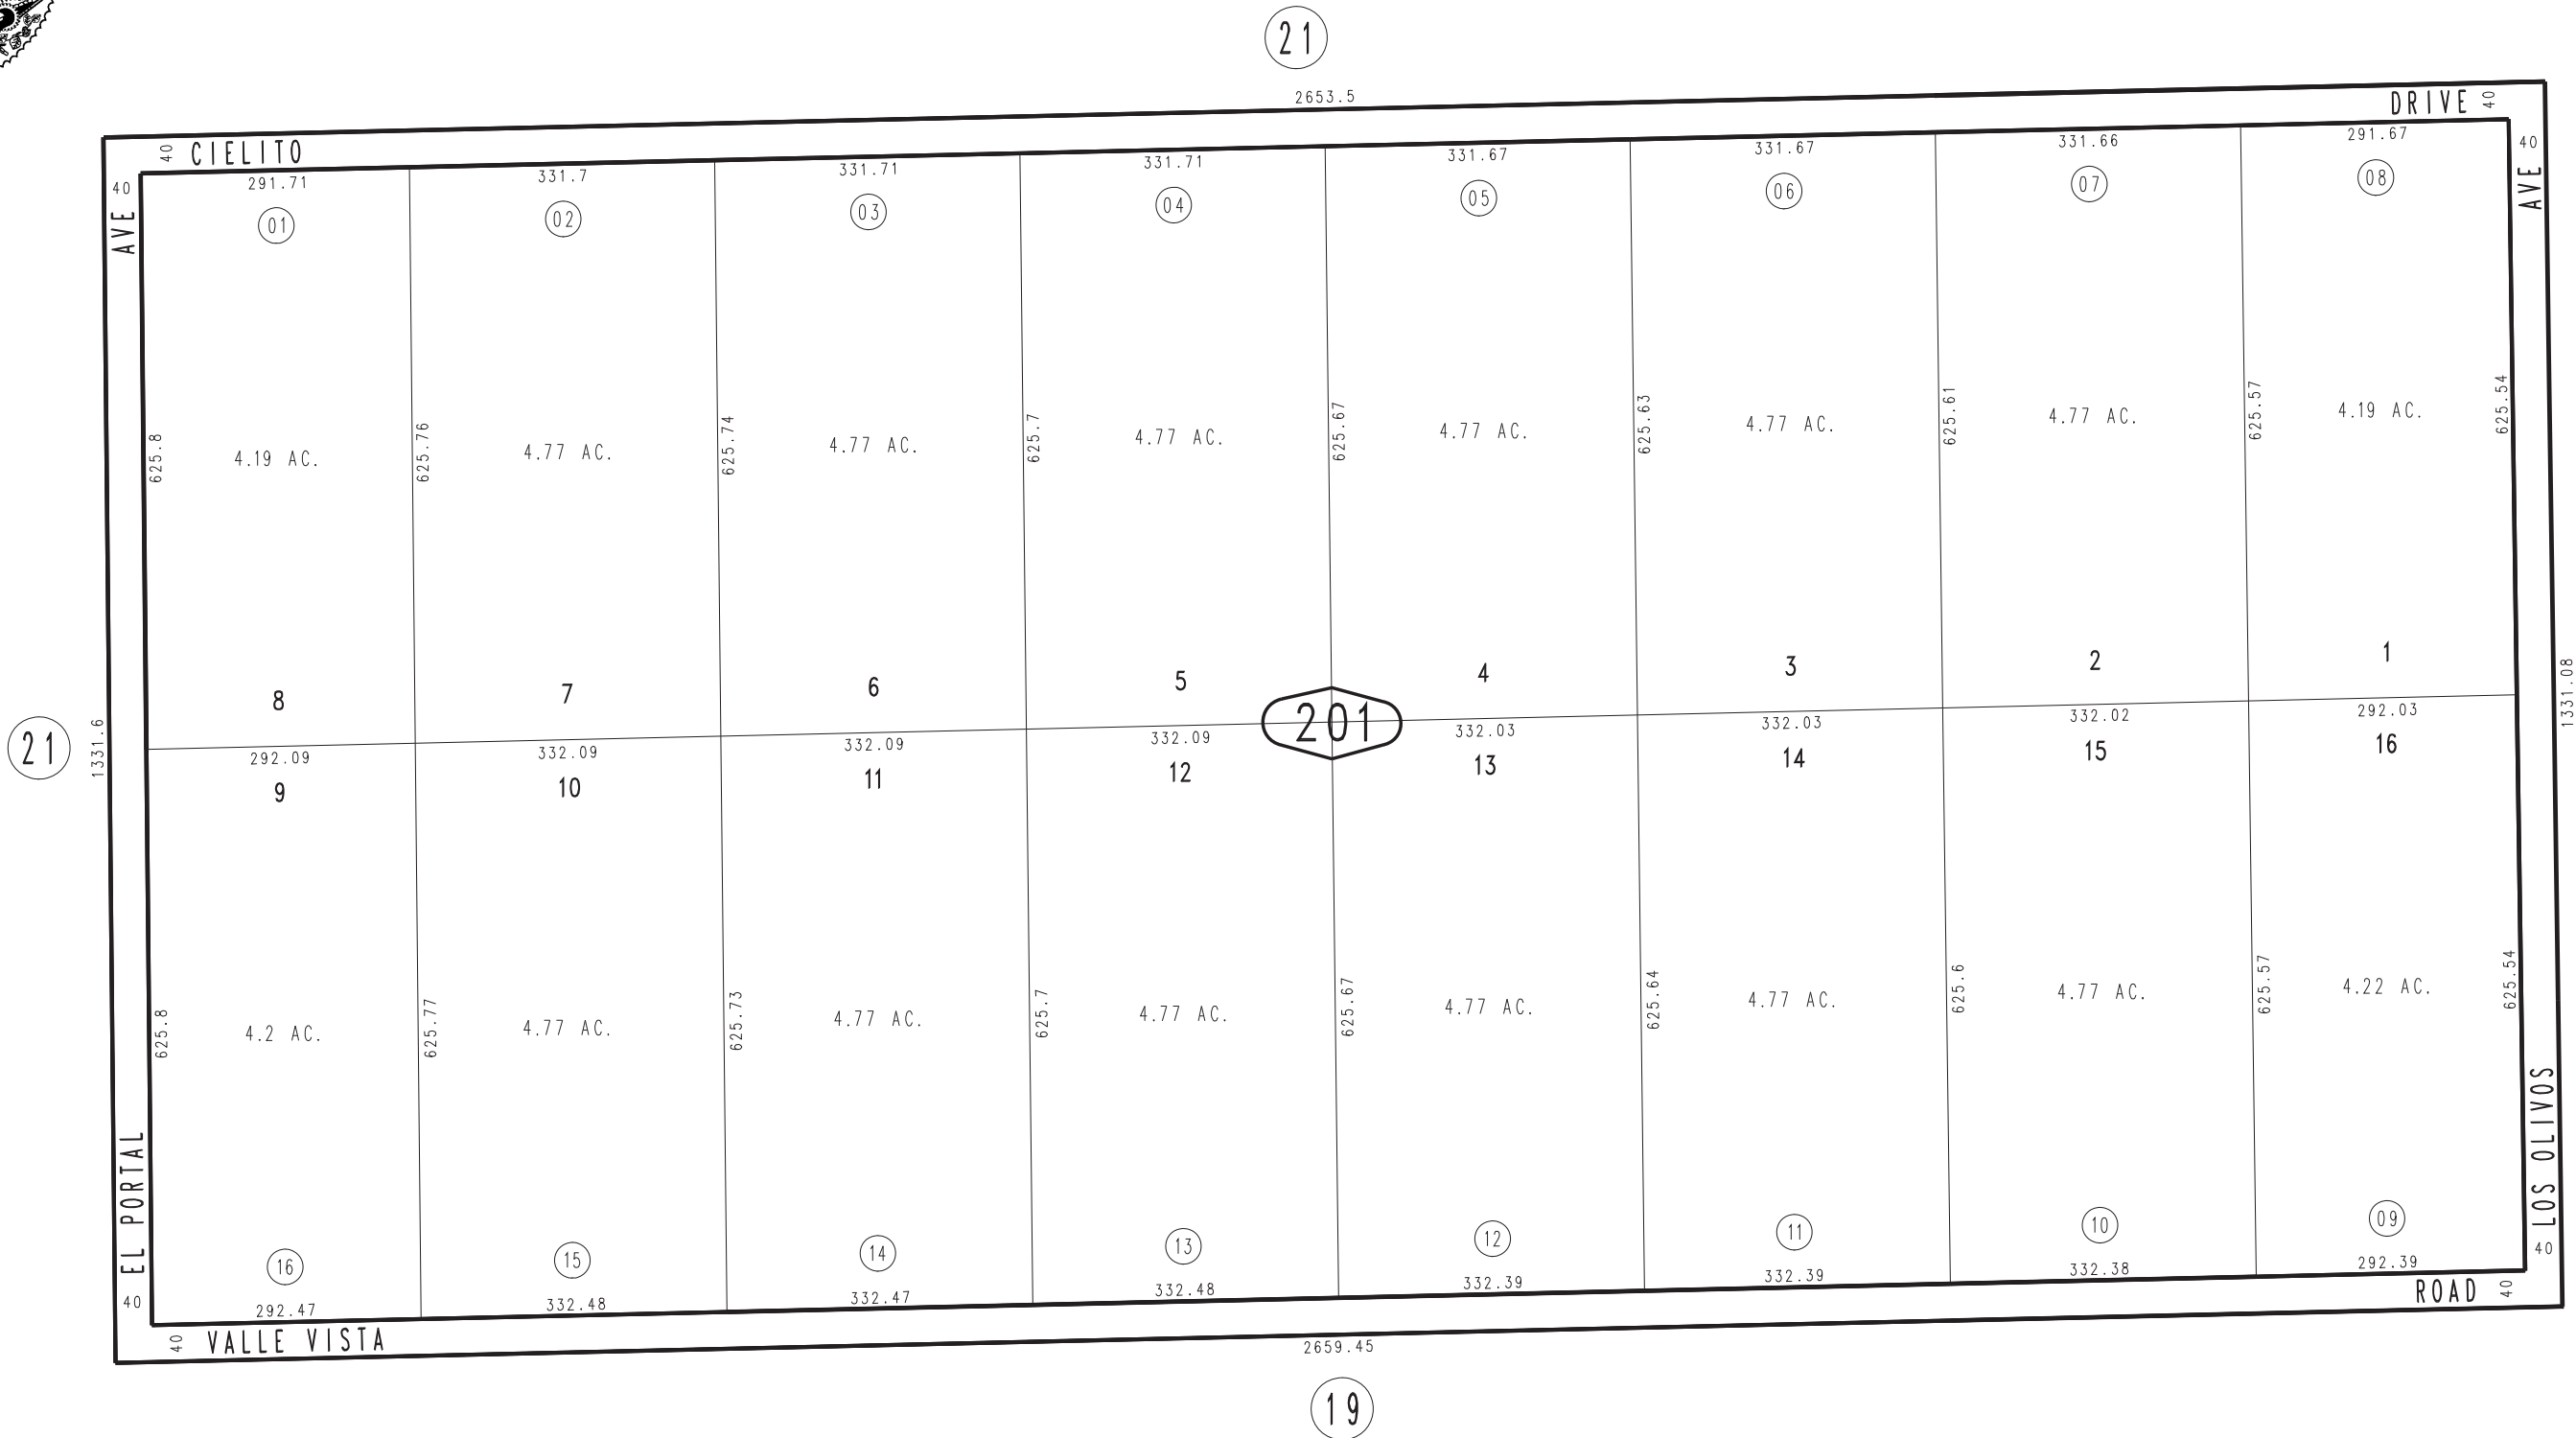 21
2653.5
CIELITO DRIVE
40
40
40
40
AVE
AVE
291.71 331.7 331.71 331.71 331.67 331.67 331.66 291.67
01 02 03 04 05 06 07 08
625.8 625.76 625.74 625.7 625.67 625.63 625.61 625.57 625.54
4.19 AC. 4.77 AC. 4.77 AC. 4.77 AC. 4.77 AC. 4.77 AC. 4.77 AC. 4.19 AC.
8 7 6 5 4 3 2 1
21
1331.6
201
1331.08
292.09 332.09 332.09 332.09 332.03 332.03 332.02 292.03
9 10 11 12 13 14 15 16
625.8 625.77 625.73 625.7 625.67 625.64 625.6 625.57 625.54
4.2 AC. 4.77 AC. 4.77 AC. 4.77 AC. 4.77 AC. 4.77 AC. 4.77 AC. 4.22 AC.
EL PORTAL
LOS OLIVOS
16 15 14 13 12 11 10 09
292.47 332.48 332.47 332.48 332.39 332.39 332.38 292.39
40
40
40
40
VALLE VISTA ROAD
2659.45
19